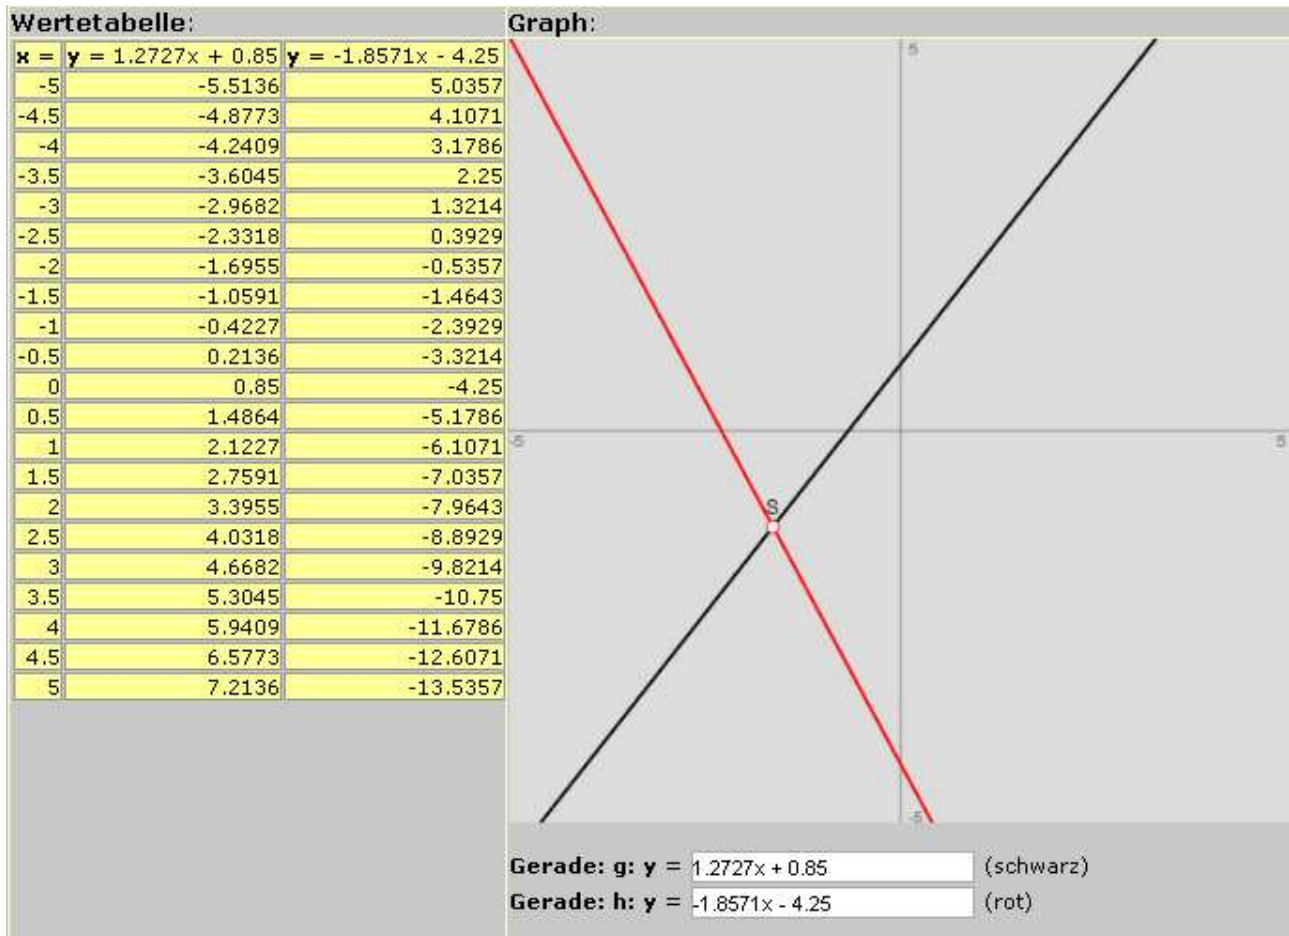 Wertetabelle:
x = y = 1.2727x + 0.85 y = -1.8571x - 4.25
-5 -5.5136 5.0357
-4.5 -4.8773 4.1071
-4 -4.2409 3.1786
-3.5 -3.6045 2.25
-3 -2.9682 1.3214
-2.5 -2.3318 0.3929
-2 -1.6955 -0.5357
-1.5 -1.0591 -1.4643
-1 -0.4227 -2.3929
-0.5 0.2136 -3.3214
0 0.85 -4.25
0.5 1.4864 -5.1786
1 2.1227 -6.1071
1.5 2.7591 -7.0357
2 3.3955 -7.9643
2.5 4.0318 -8.8929
3 4.6682 -9.8214
3.5 5.3045 -10.75
4 5.9409 -11.6786
4.5 6.5773 -12.6071
5 7.2136 -13.5357
Graph:
5
-5
5
S
-5
Gerade: g: y = 1.2727x + 0.85 (schwarz)
Gerade: h: y = -1.8571x - 4.25 (rot)